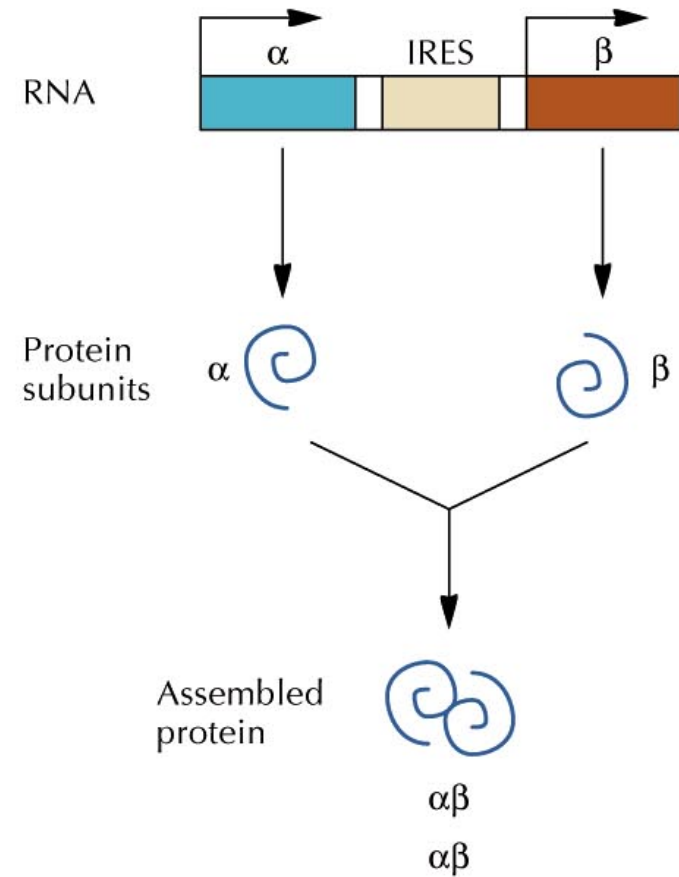 α IRES β
RNA
Protein
subunits
α
β
Assembled
protein
αβ
αβ